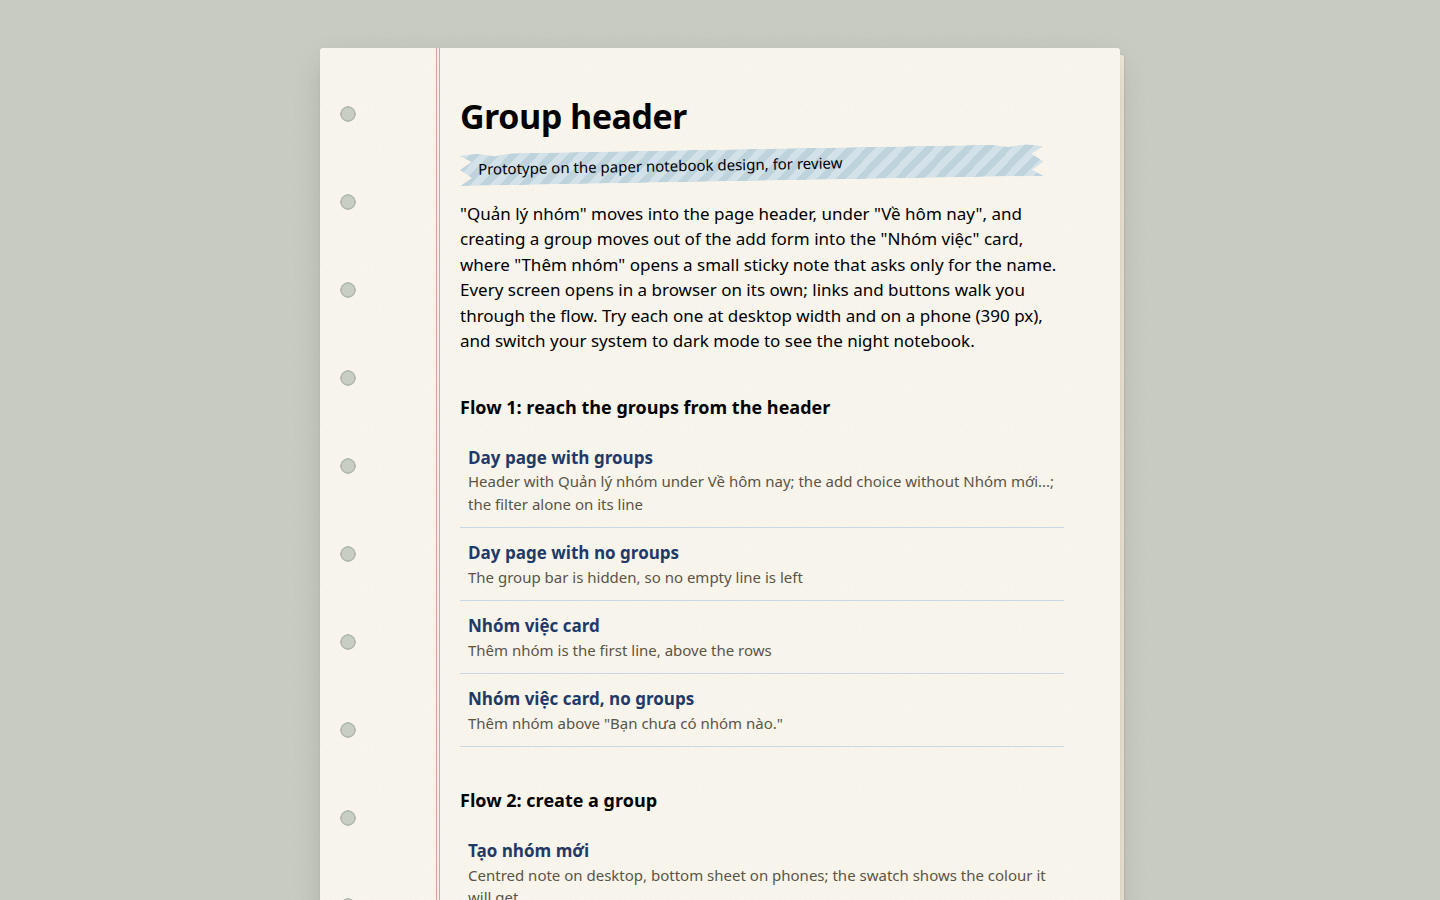 Group header
Prototype on the paper notebook design, for review
"Quản lý nhóm" moves into the page header, under "Về hôm nay", and
creating a group moves out of the add form into the "Nhóm việc" card,
where "Thêm nhóm" opens a small sticky note that asks only for the name.
Every screen opens in a browser on its own; links and buttons walk you
through the flow. Try each one at desktop width and on a phone (390 px),
and switch your system to dark mode to see the night notebook.
Flow 1: reach the groups from the header
Day page with groups
Header with Quản lý nhóm under Về hôm nay; the add choice without Nhóm mới...;
the filter alone on its line
Day page with no groups
The group bar is hidden, so no empty line is left
Nhóm việc card
Thêm nhóm is the first line, above the rows
Nhóm việc card, no groups
Thêm nhóm above "Bạn chưa có nhóm nào."
Flow 2: create a group
Tạo nhóm mới
Centred note on desktop, bottom sheet on phones; the swatch shows the colour it
will get